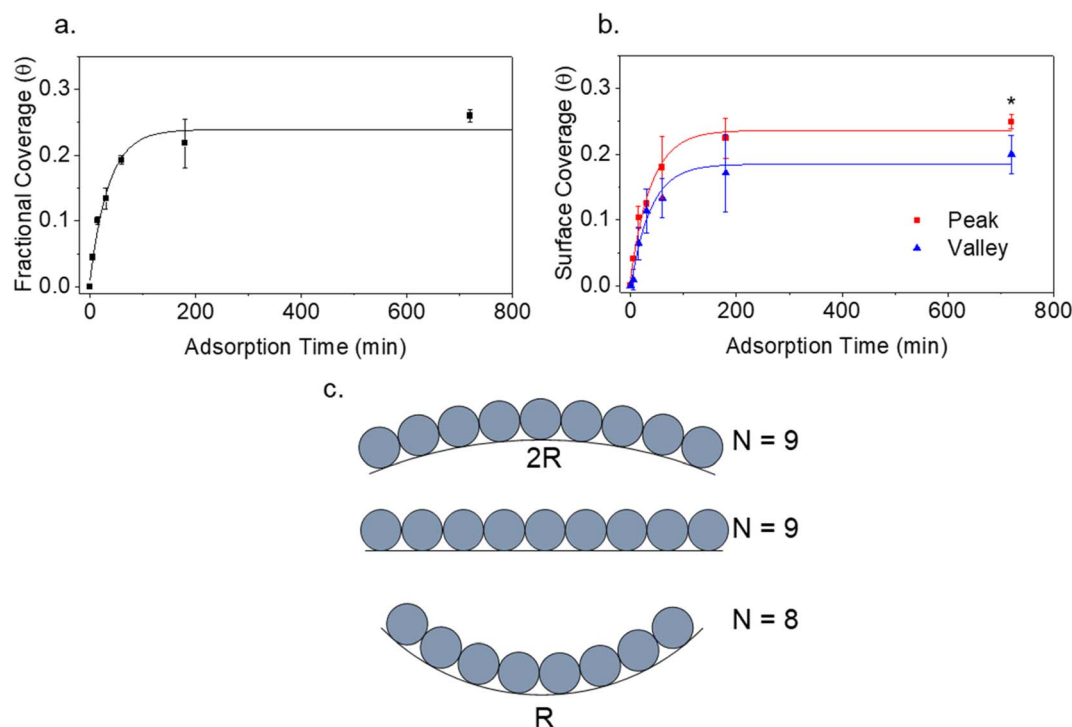 a.
Fractional Coverage (θ)
0.3
0.2
0.1
0.0
0 200 400 600 800
Adsorption Time (min)
b.
Surface Coverage (θ)
0.3
0.2
0.1
0.0
*
Peak
Valley
0 200 400 600 800
Adsorption Time (min)
c.
2R
N = 9
N = 9
N = 8
R